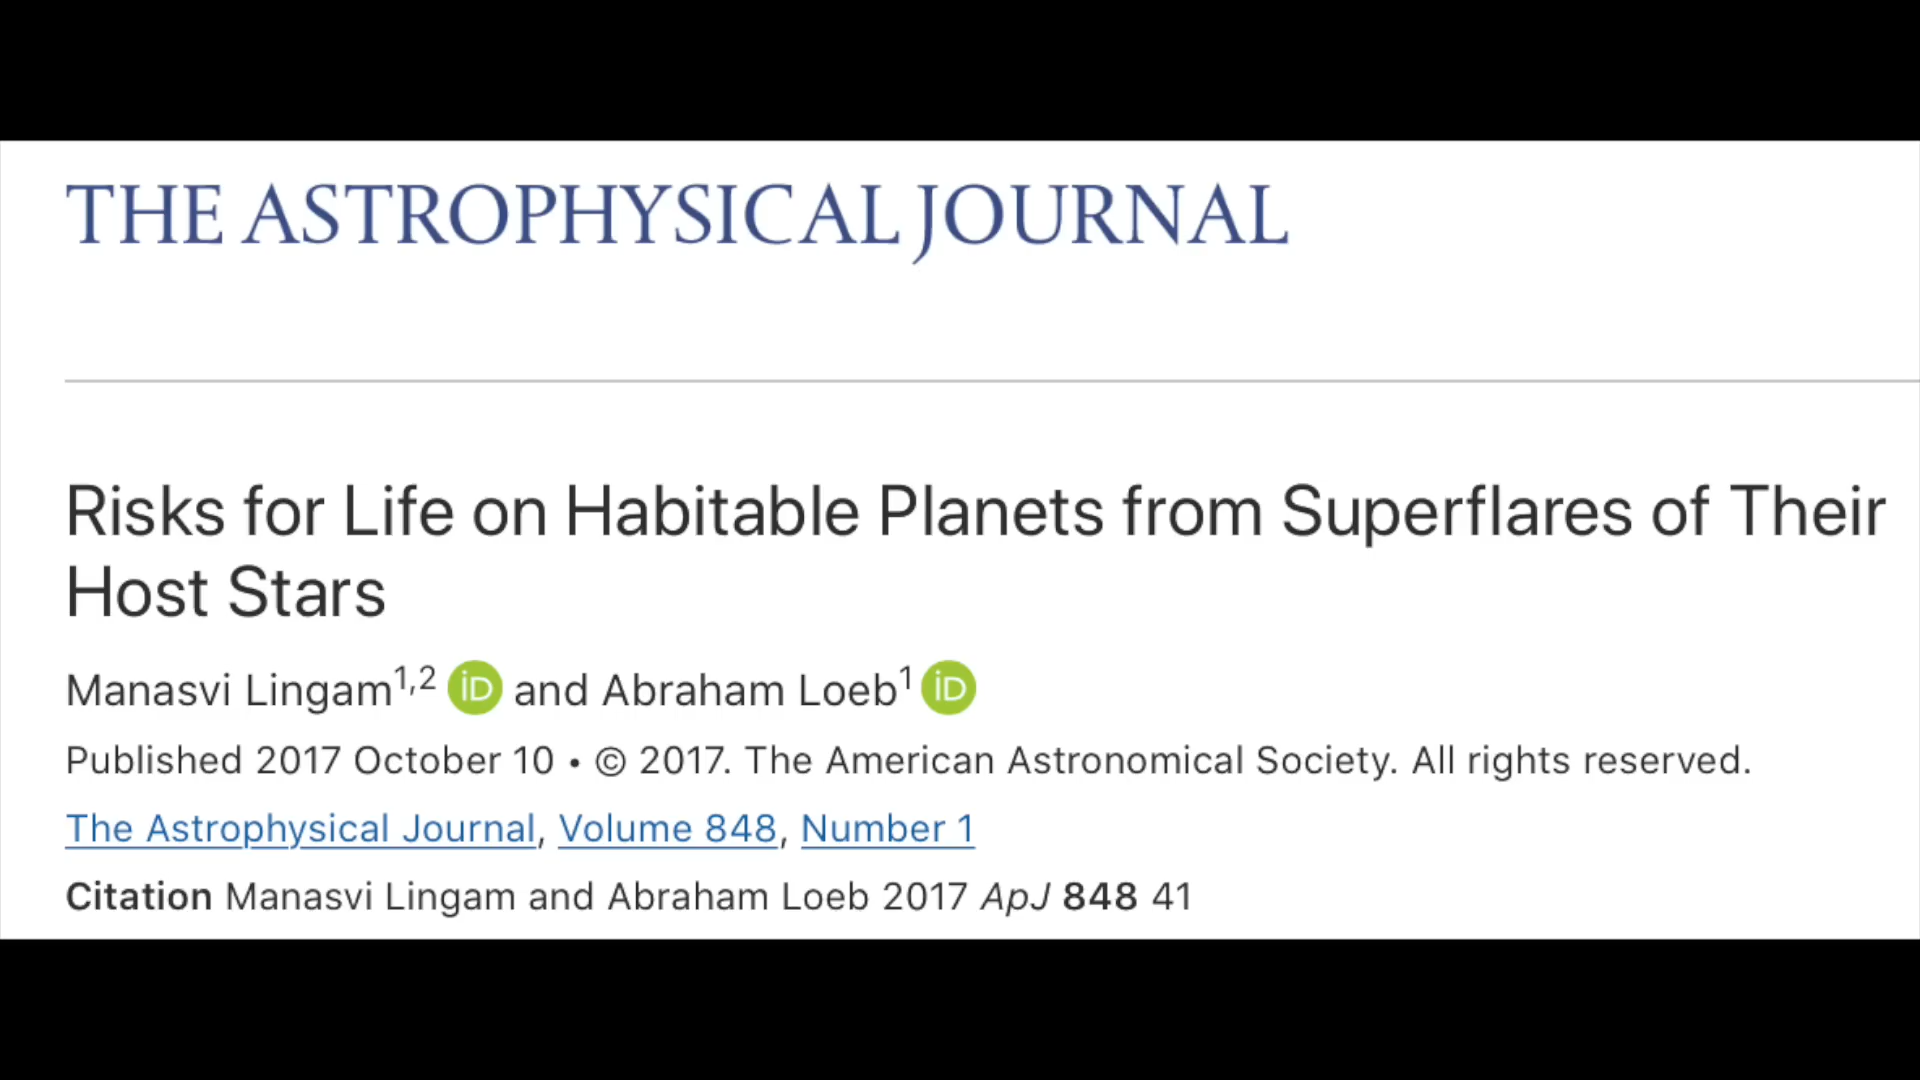 THE ASTROPHYSICAL JOURNAL
Risks for Life on Habitable Planets from Superflares of Their
Host Stars
Manasvi Lingam1,2 iD and Abraham Loeb1 iD
Published 2017 October 10 • © 2017. The American Astronomical Society. All rights reserved.
The Astrophysical Journal, Volume 848, Number 1
Citation Manasvi Lingam and Abraham Loeb 2017 ApJ 848 41